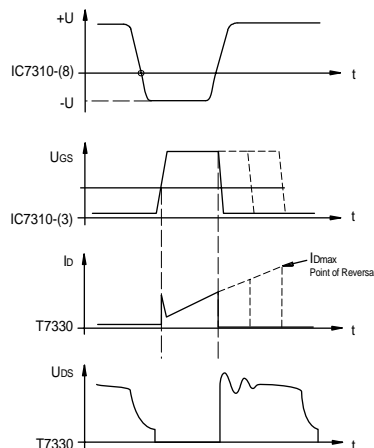 +U
IC7310-(8)
t
-U
UGS
IC7310-(3)
t
ID
IDmax
Point of Reversa
T7330
t
UDS
T7330
t